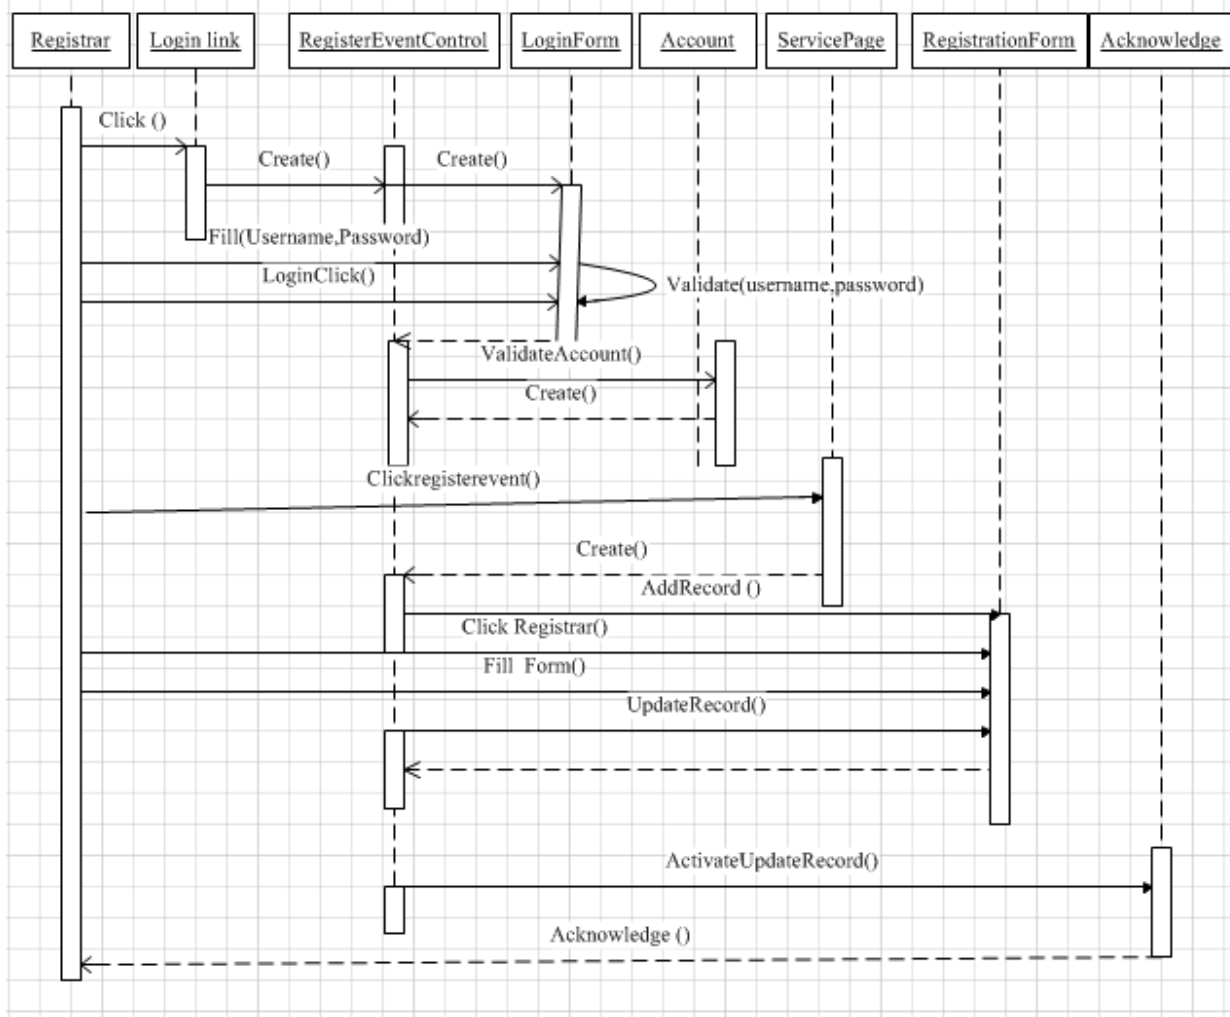 Registrar
Login link
RegisterEventControl
LoginForm
Account
ServicePage
RegistrationForm
Acknowledge
Click ()
Create()
Create()
Fill(Username,Password)
LoginClick()
Validate(username,password)
ValidateAccount()
Create()
Clickregisterevent()
Create()
AddRecord ()
Click Registrar()
Fill Form()
UpdateRecord()
ActivateUpdateRecord()
Acknowledge ()